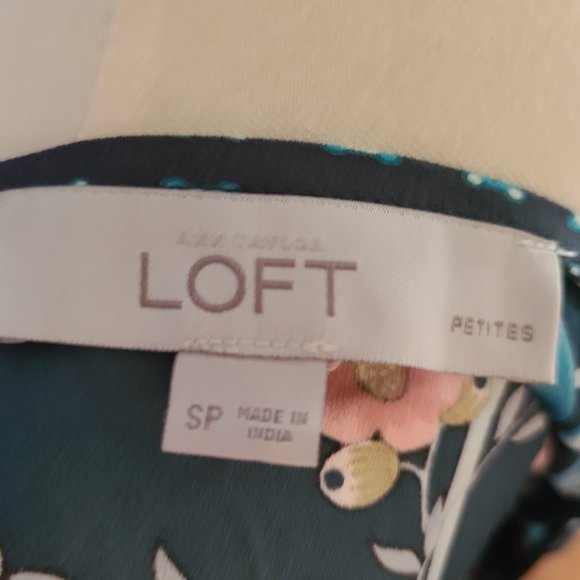 ANN TAYLOR
LOFT
PETITES
SP MADE IN
INDIA